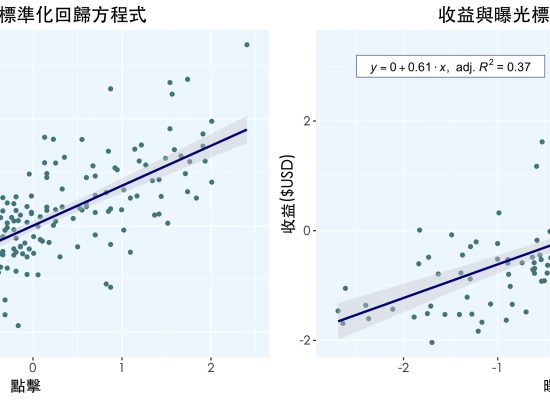 標準化回歸方程式
0
1
2
點擊
收益與曝光標
y = 0 + 0.61 · x, adj. R² = 0.37
收益($USD)
2
0
-2
-2
-1